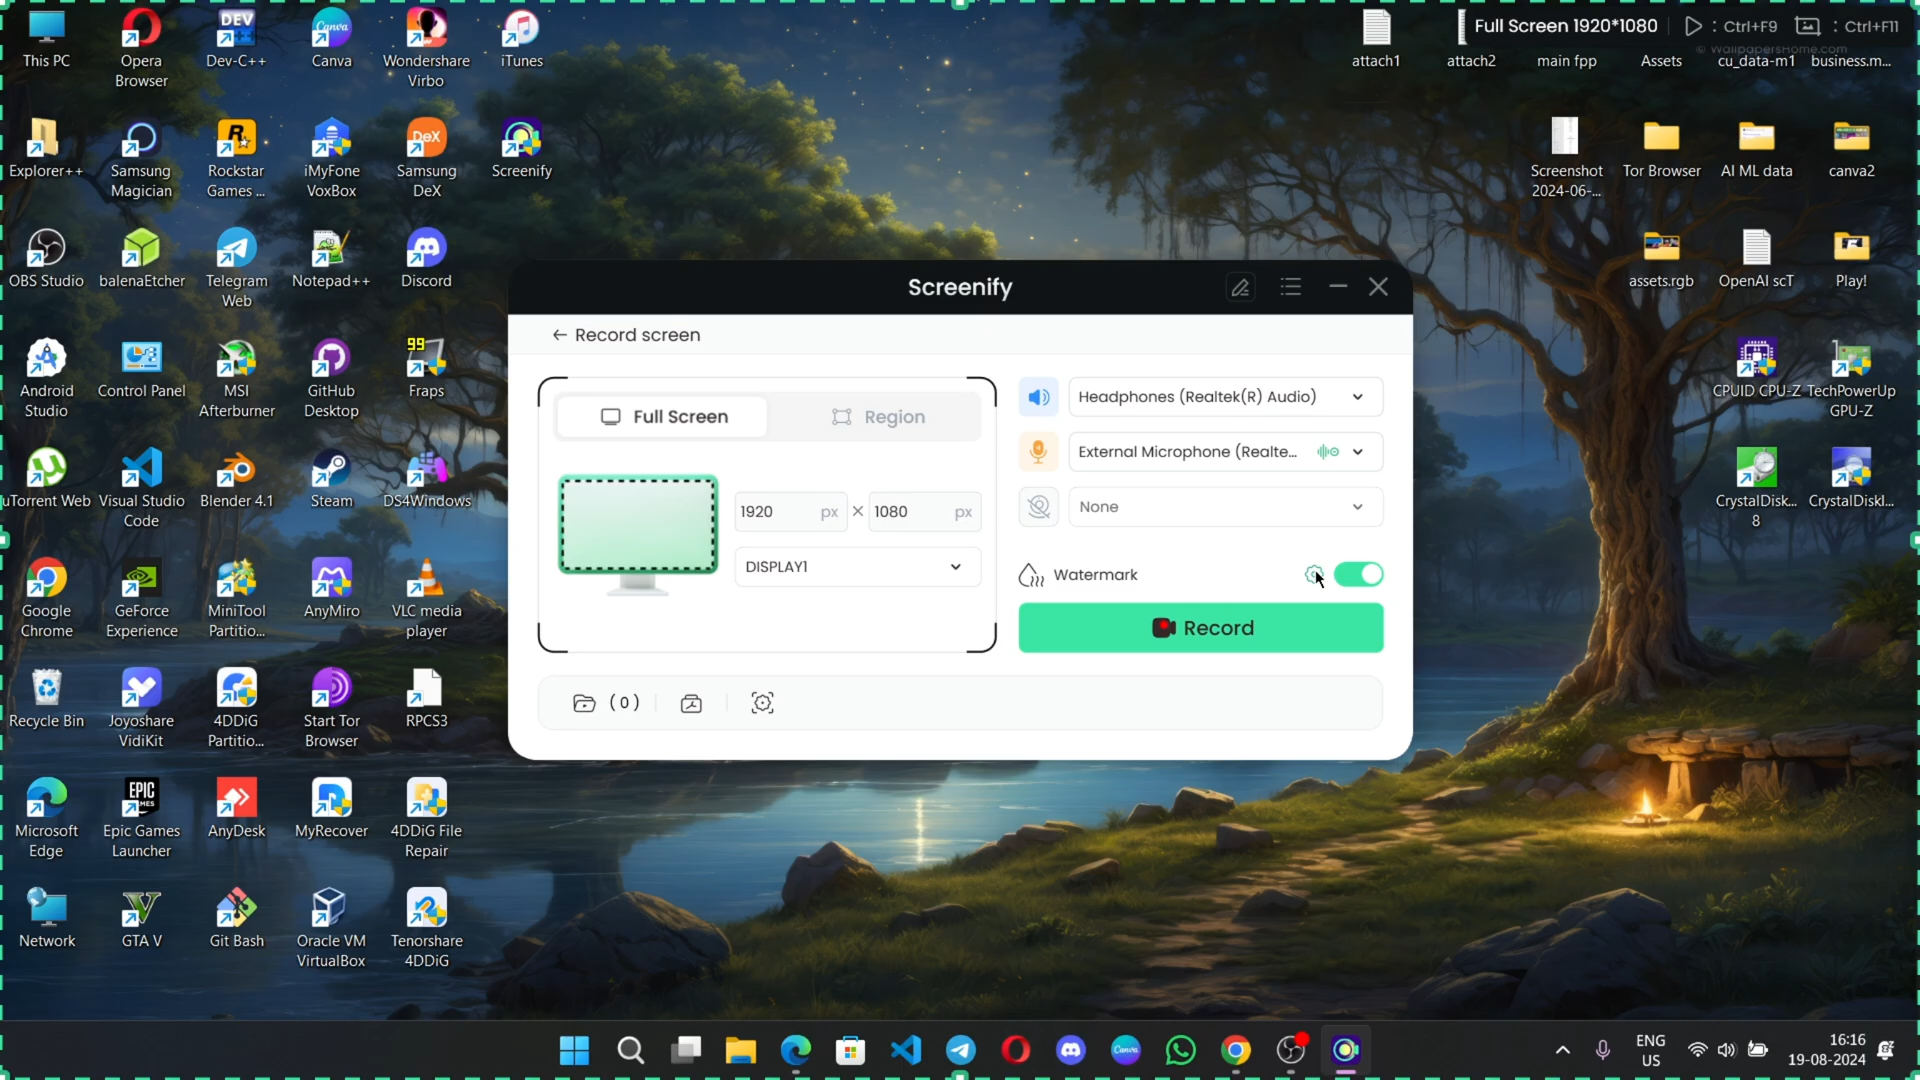 This PC
Opera
Browser
DEV
Dev-C++
Canva
Canva
Wondershare
Virbo
iTunes
attach1
attach2
Full Screen 1920*1080
: Ctrl+F9
: Ctrl+F11
© WallpapersHome.com
main fpp
Assets
cu_data-m1
business.m...
Explorer++
Samsung
Magician
Rockstar
Games ...
iMyFone
VoxBox
DeX
Samsung
DeX
Screenify
Screenshot
2024-06-...
Tor Browser
AI ML data
canva2
OBS Studio
balenaEtcher
Telegram
Web
Notepad++
Discord
assets.rgb
OpenAI scT
Play!
Android
Studio
Control Panel
MSI
Afterburner
GitHub
Desktop
99
Fraps
CPUID CPU-Z
TechPowerUp
GPU-Z
uTorrent Web
Visual Studio
Code
Blender 4.1
Steam
DS4Windows
CrystalDisk...
8
CrystalDiskI...
Google
Chrome
GeForce
Experience
MiniTool
Partitio...
AnyMiro
VLC media
player
Recycle Bin
Joyoshare
VidiKit
4DDiG
Partitio...
Start Tor
Browser
RPCS3
Microsoft
Edge
EPIC
GAMES
Epic Games
Launcher
AnyDesk
MyRecover
4DDiG File
Repair
Network
GTA V
Git Bash
Oracle VM
VirtualBox
Tenorshare
4DDiG
Screenify
← Record screen
Full Screen
Region
1920 px × 1080 px
DISPLAY1
Headphones (Realtek(R) Audio)
External Microphone (Realte...
None
Watermark
Record
( 0 )
Canva
ENG
US
16:16
19-08-2024